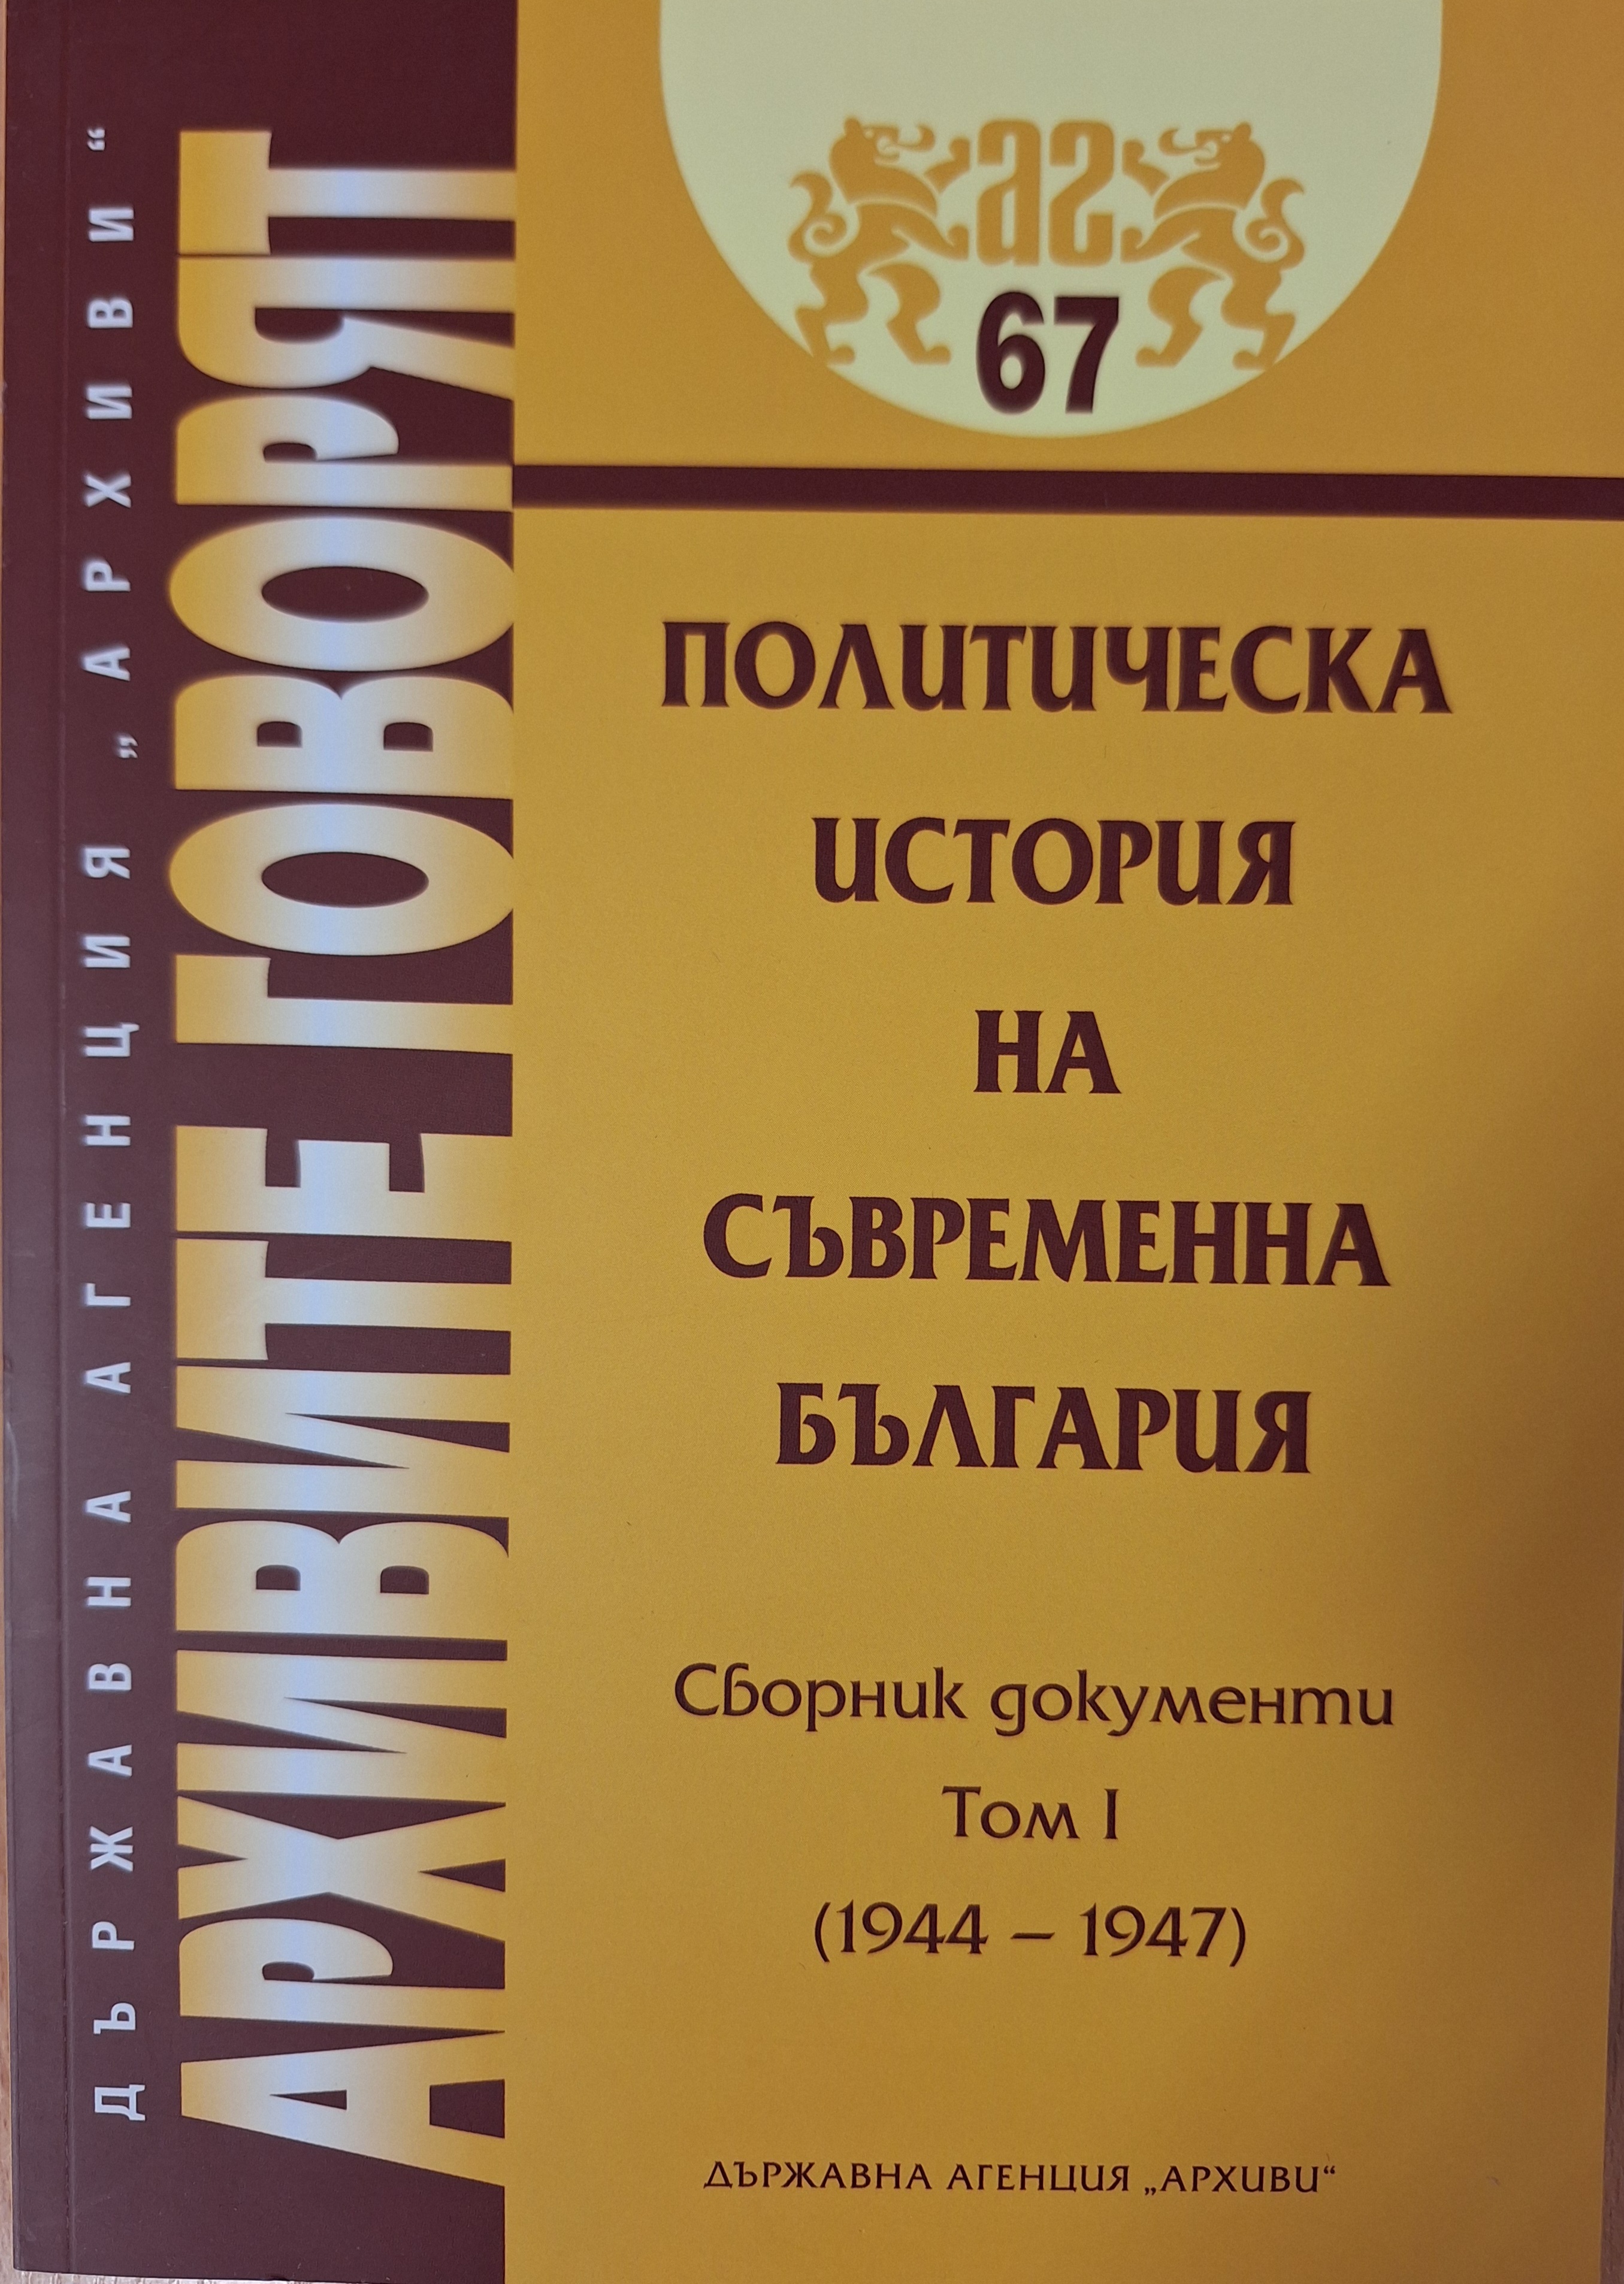 ДЪРЖАВНА АГЕНЦИЯ „АРХИВИ“
АРХИВИТЕ ГОВОРЯТ
аг
67
ПОЛИТИЧЕСКА
ИСТОРИЯ
НА
СЪВРЕМЕННА
БЪЛГАРИЯ
Сборник документи
Том I
(1944 – 1947)
ДЪРЖАВНА АГЕНЦИЯ „АРХИВИ“